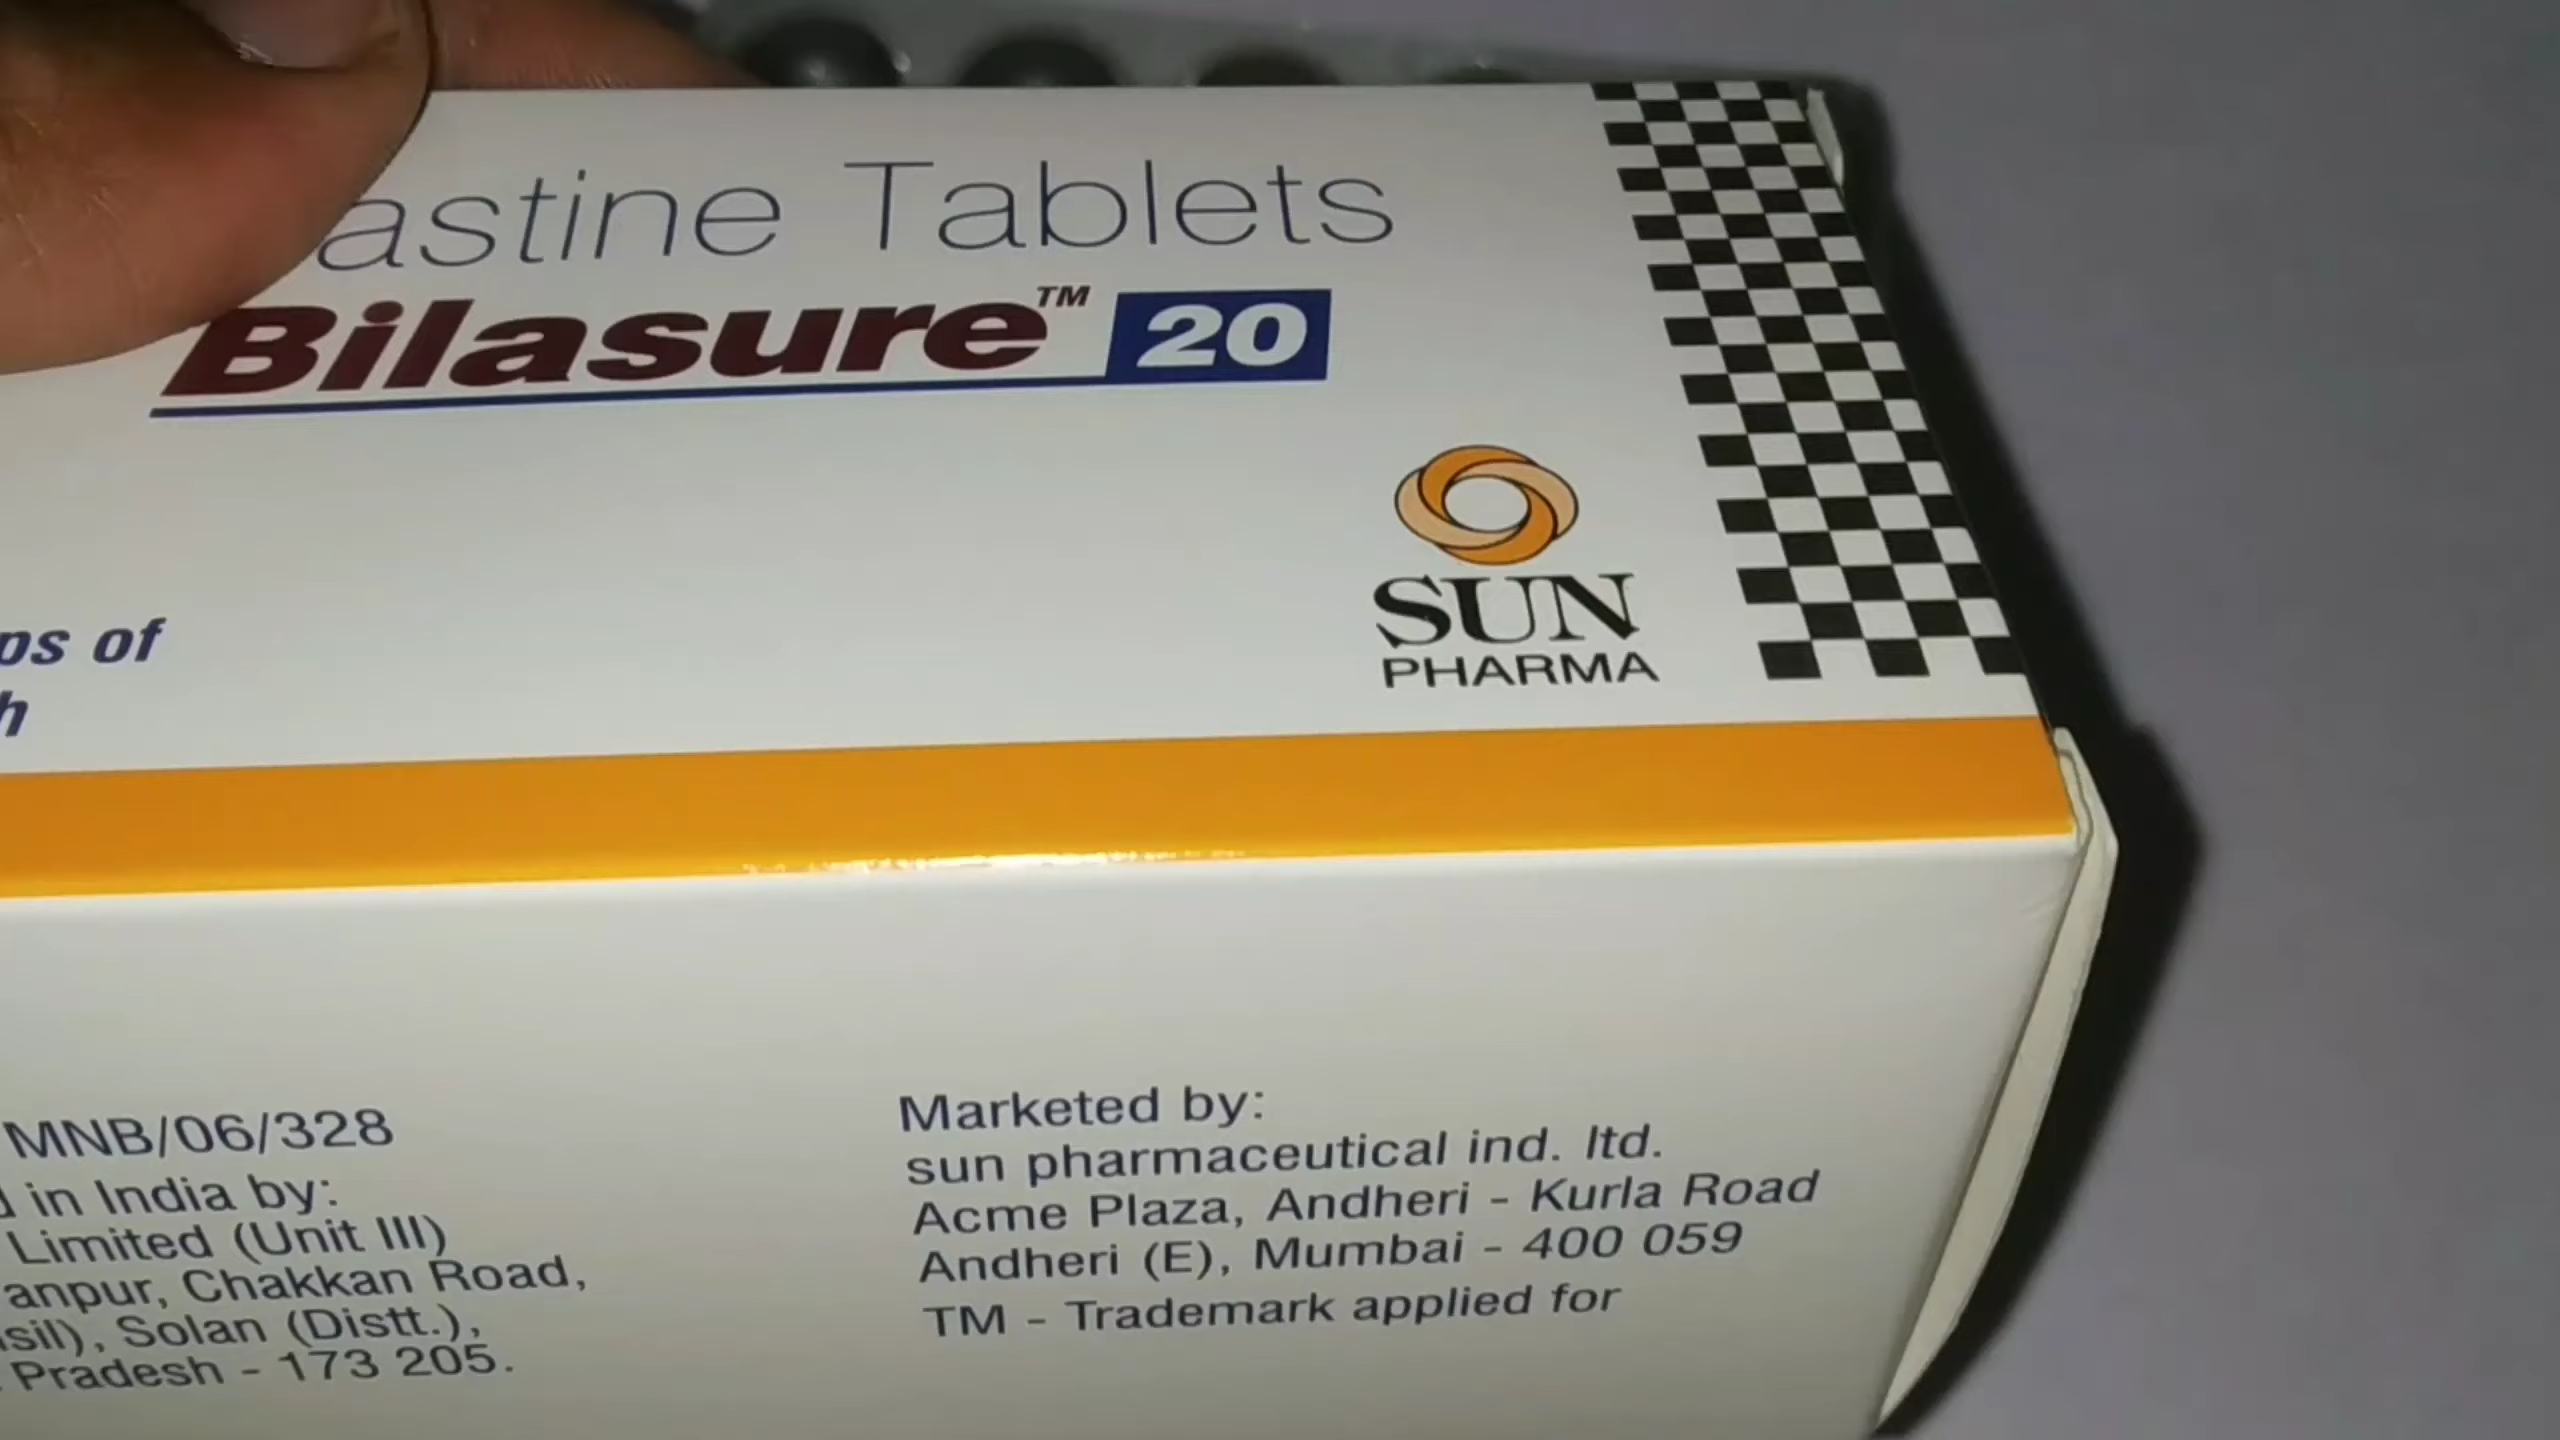 astine Tablets
Bilasure™ 20
ps of
h
SUN
PHARMA
MNB/06/328
d in India by:
Limited (Unit III)
anpur, Chakkan Road,
sil), Solan (Distt.),
Pradesh - 173 205.
Marketed by:
sun pharmaceutical ind. ltd.
Acme Plaza, Andheri - Kurla Road
Andheri (E), Mumbai - 400 059
TM - Trademark applied for